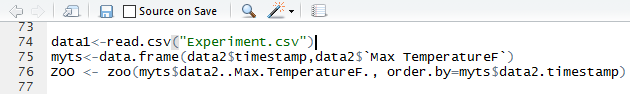 Source on Save
73
74 data1<-read.csv("Experiment.csv")
75 myts<-data.frame(data2$timestamp,data2$`Max TemperatureF`)
76 ZOO <- zoo(myts$data2..Max.TemperatureF., order.by=myts$data2.timestamp)
77